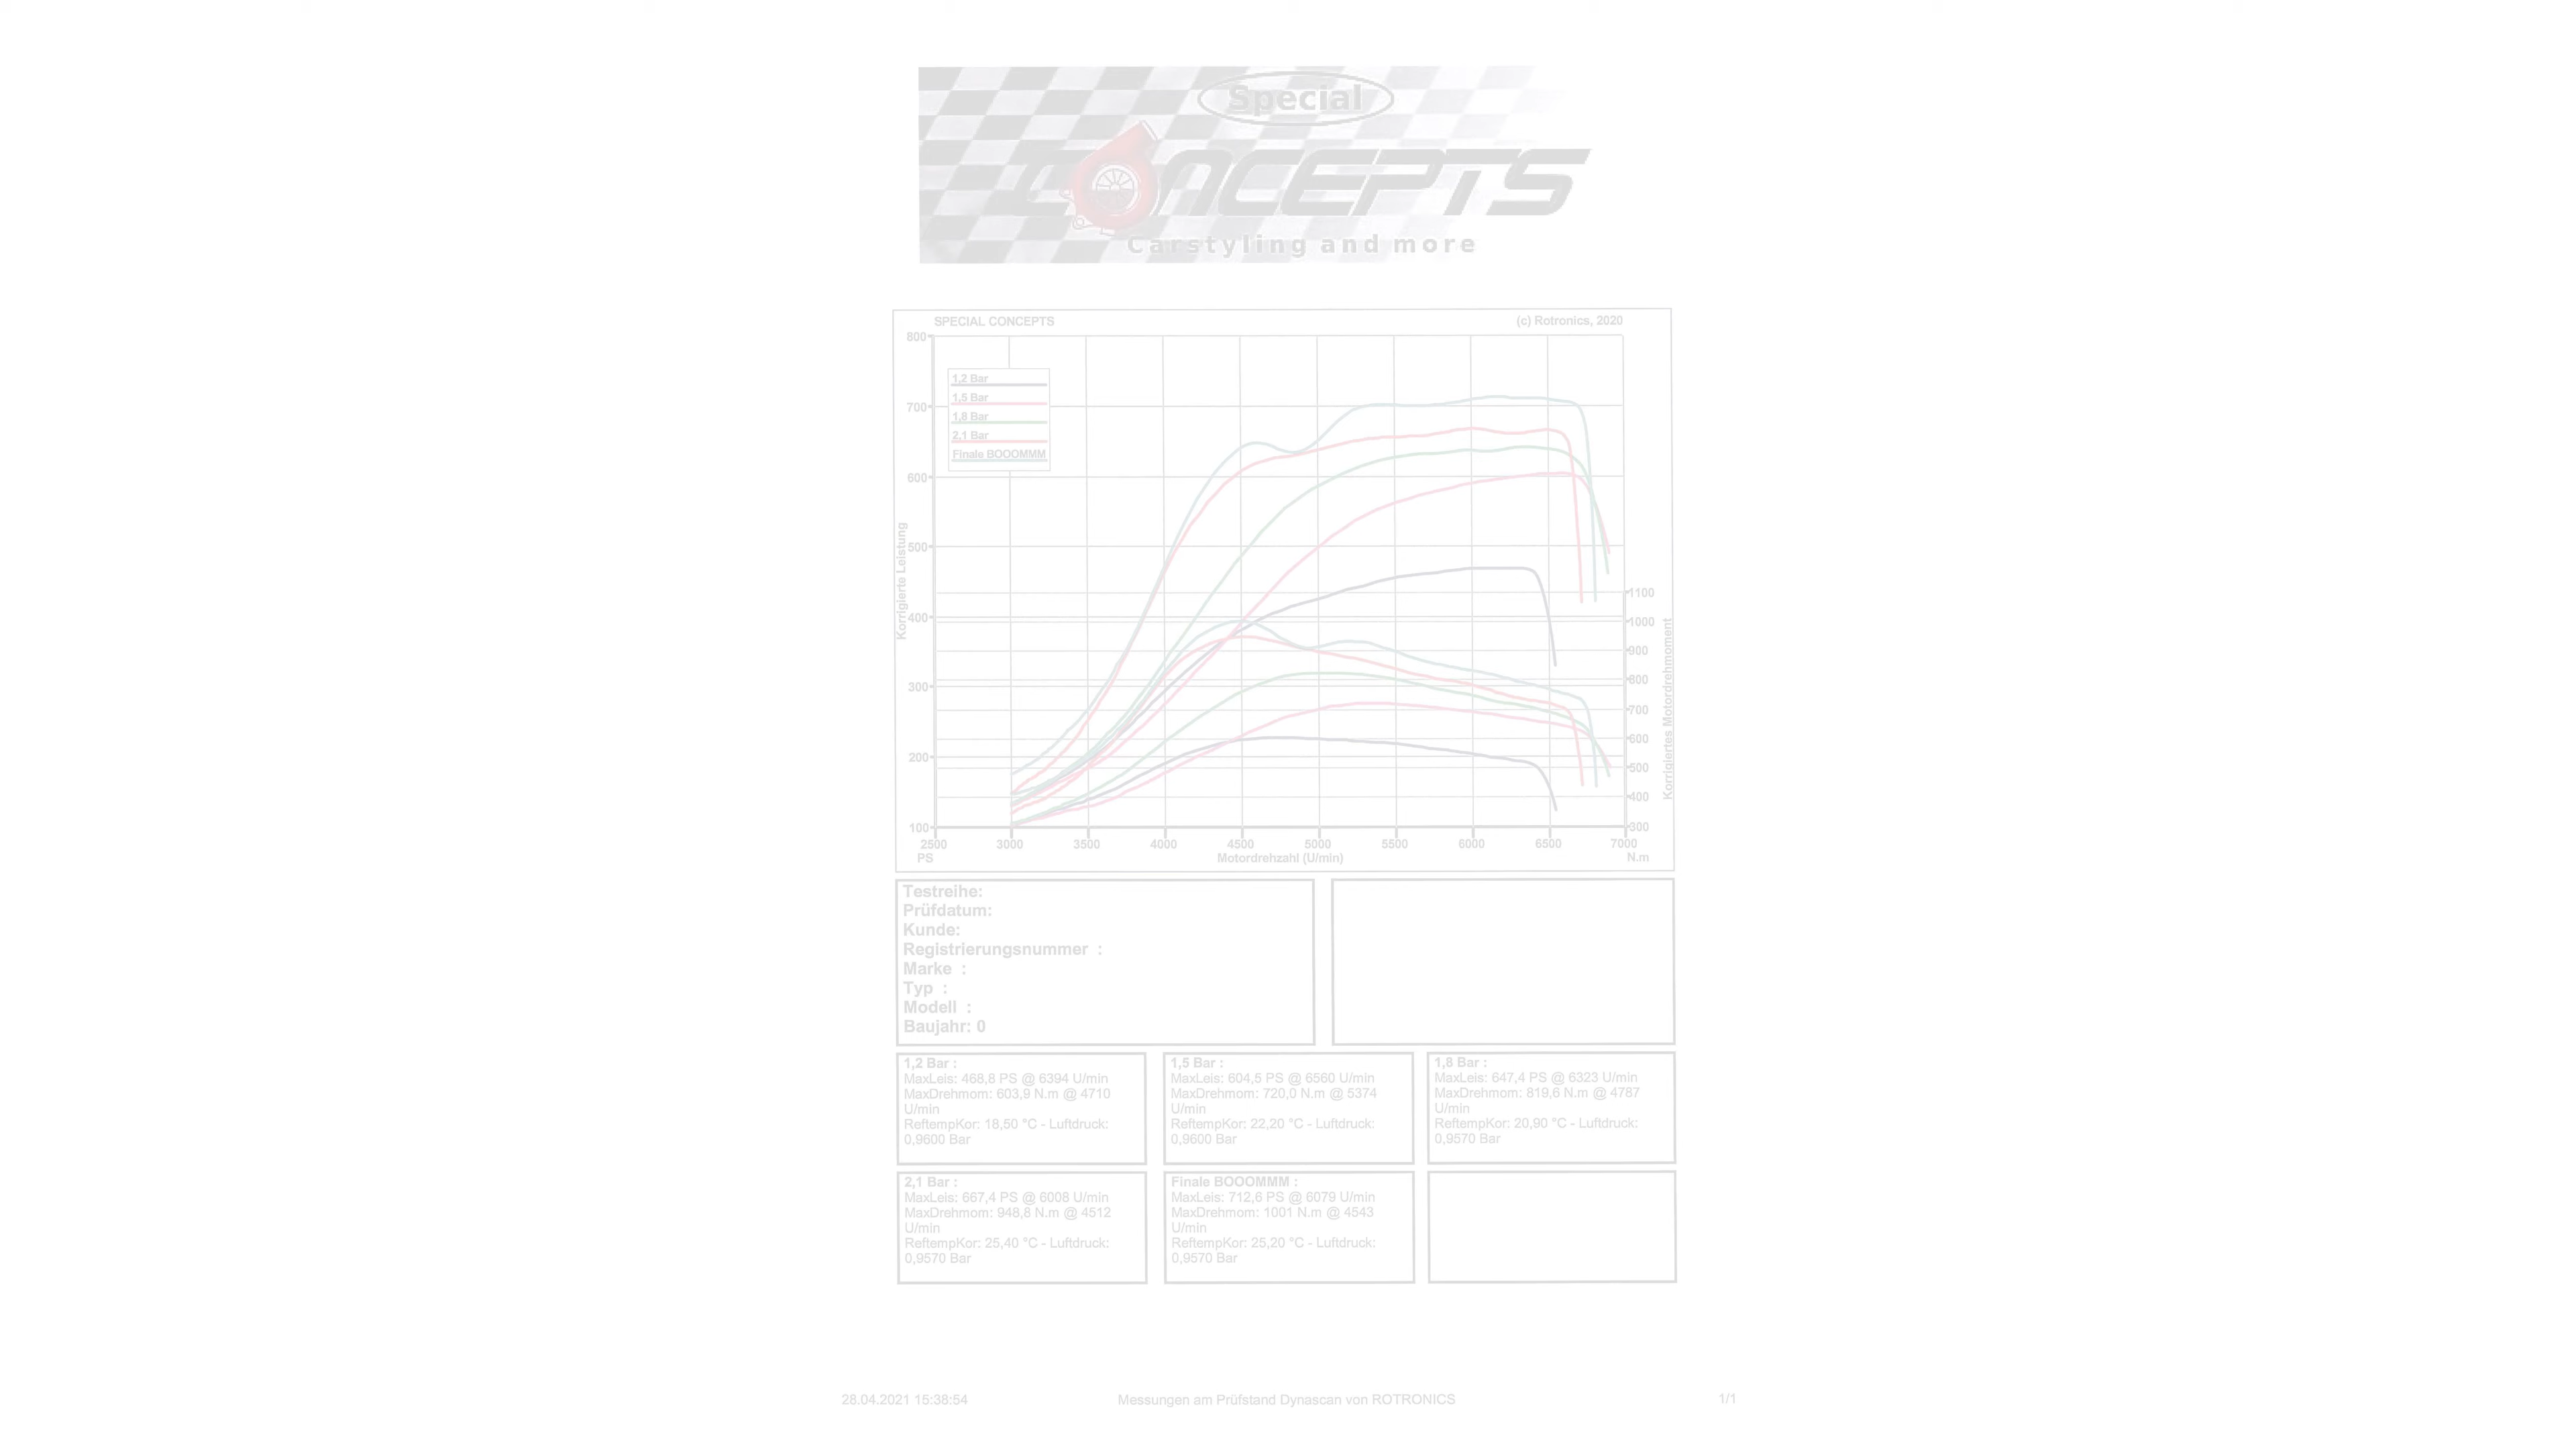 Special
CONCEPTS
Carstyling and more
SPECIAL CONCEPTS
(c) Rotronics, 2020
1,2 Bar
1,5 Bar
1,8 Bar
2,1 Bar
Finale BOOOMMM
800
700
600
500
400
300
200
100
Korrigierte Leistung
1100
1000
900
800
700
600
500
400
300
Korrigiertes Motordrehmoment
2500 3000 3500 4000 4500 5000 5500 6000 6500 7000
PS Motordrehzahl (U/min) N.m
Testreihe:
Prüfdatum:
Kunde:
Registrierungsnummer :
Marke :
Typ :
Modell :
Baujahr: 0
1,2 Bar :
MaxLeis: 468,8 PS @ 6394 U/min
MaxDrehmom: 603,9 N.m @ 4710
U/min
ReftempKor: 18,50 °C - Luftdruck:
0,9600 Bar
1,5 Bar :
MaxLeis: 604,5 PS @ 6560 U/min
MaxDrehmom: 720,0 N.m @ 5374
U/min
ReftempKor: 22,20 °C - Luftdruck:
0,9600 Bar
1,8 Bar :
MaxLeis: 647,4 PS @ 6323 U/min
MaxDrehmom: 819,6 N.m @ 4787
U/min
ReftempKor: 20,90 °C - Luftdruck:
0,9570 Bar
2,1 Bar :
MaxLeis: 667,4 PS @ 6008 U/min
MaxDrehmom: 948,8 N.m @ 4512
U/min
ReftempKor: 25,40 °C - Luftdruck:
0,9570 Bar
Finale BOOOMMM :
MaxLeis: 712,6 PS @ 6079 U/min
MaxDrehmom: 1001 N.m @ 4543
U/min
ReftempKor: 25,20 °C - Luftdruck:
0,9570 Bar
28.04.2021 15:38:54
Messungen am Prüfstand Dynascan von ROTRONICS
1/1